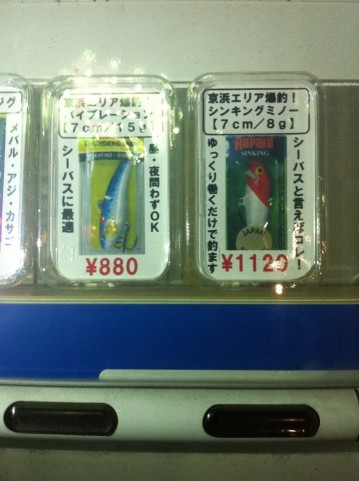 ジグ
メバル・アジ・カサゴ
京浜エリア爆釣！
バイブレーション
【7cm/15g】
昼・夜問わずOK
シーバスに最適
¥880
京浜エリア爆釣！
シンキングミノー
【7cm/8g】
シーバスと言えばコレ！
ゆっくり巻くだけで釣ます
RAPALA
SINKING
JAPAN
¥1120